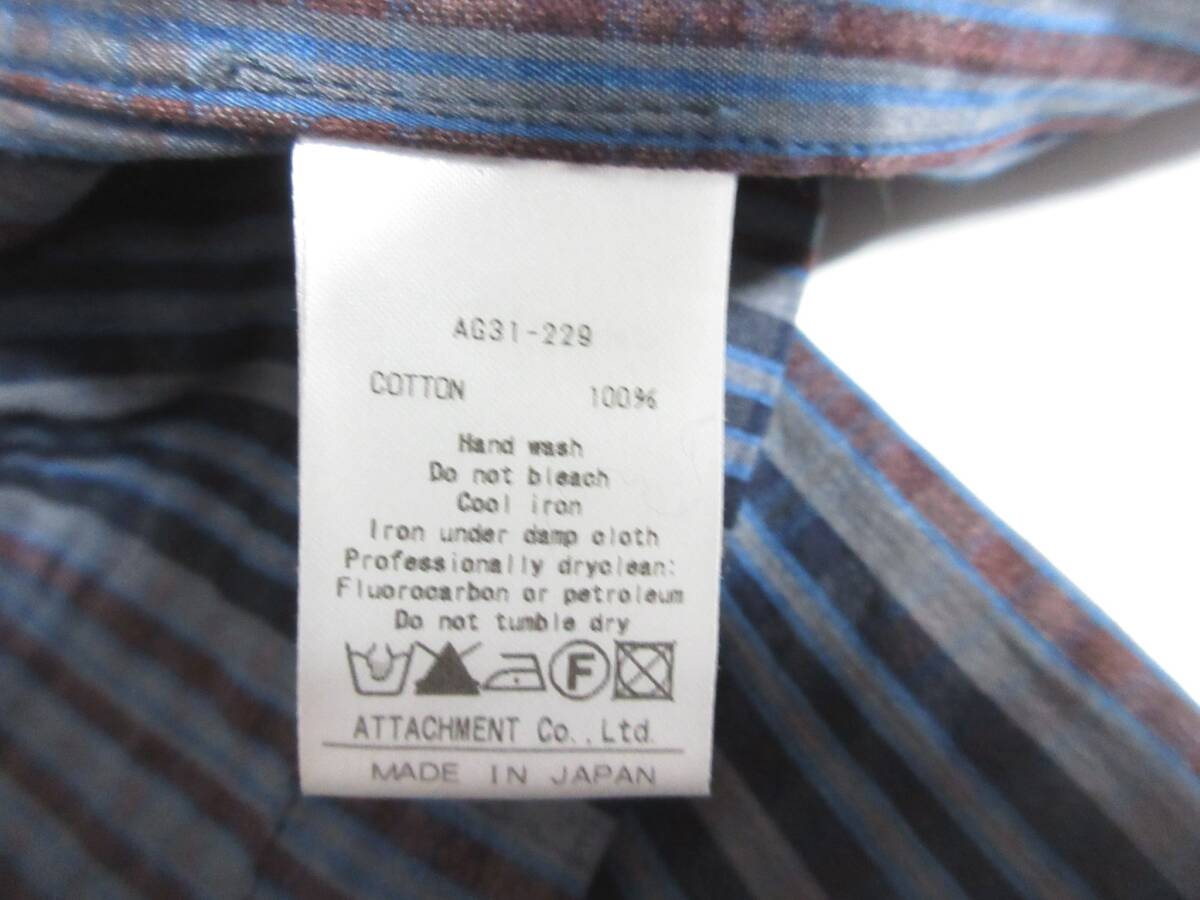 AG31-229
COTTON 100%
Hand wash
Do not bleach
Cool iron
Iron under damp cloth
Professionally dryclean:
Fluorocarbon or petroleum
Do not tumble dry
F
ATTACHMENT Co.,Ltd.
MADE IN JAPAN